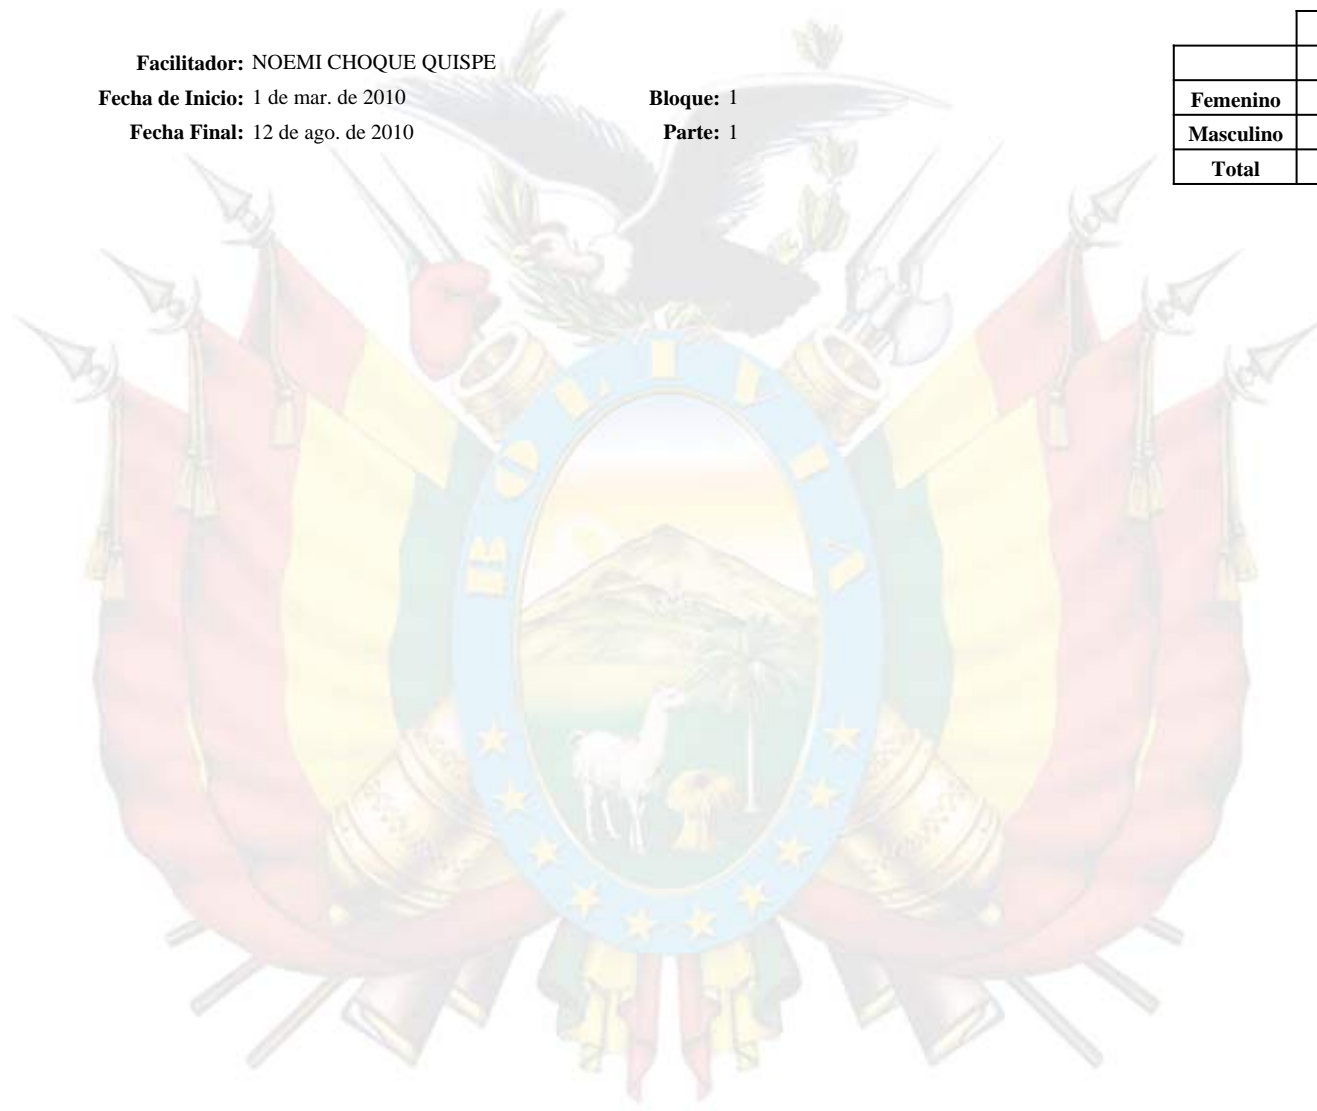 Facilitador: NOEMI CHOQUE QUISPE
Fecha de Inicio: 1 de mar. de 2010 Bloque: 1
Fecha Final: 12 de ago. de 2010 Parte: 1
Femenino
Masculino
Total
BOLIVIA